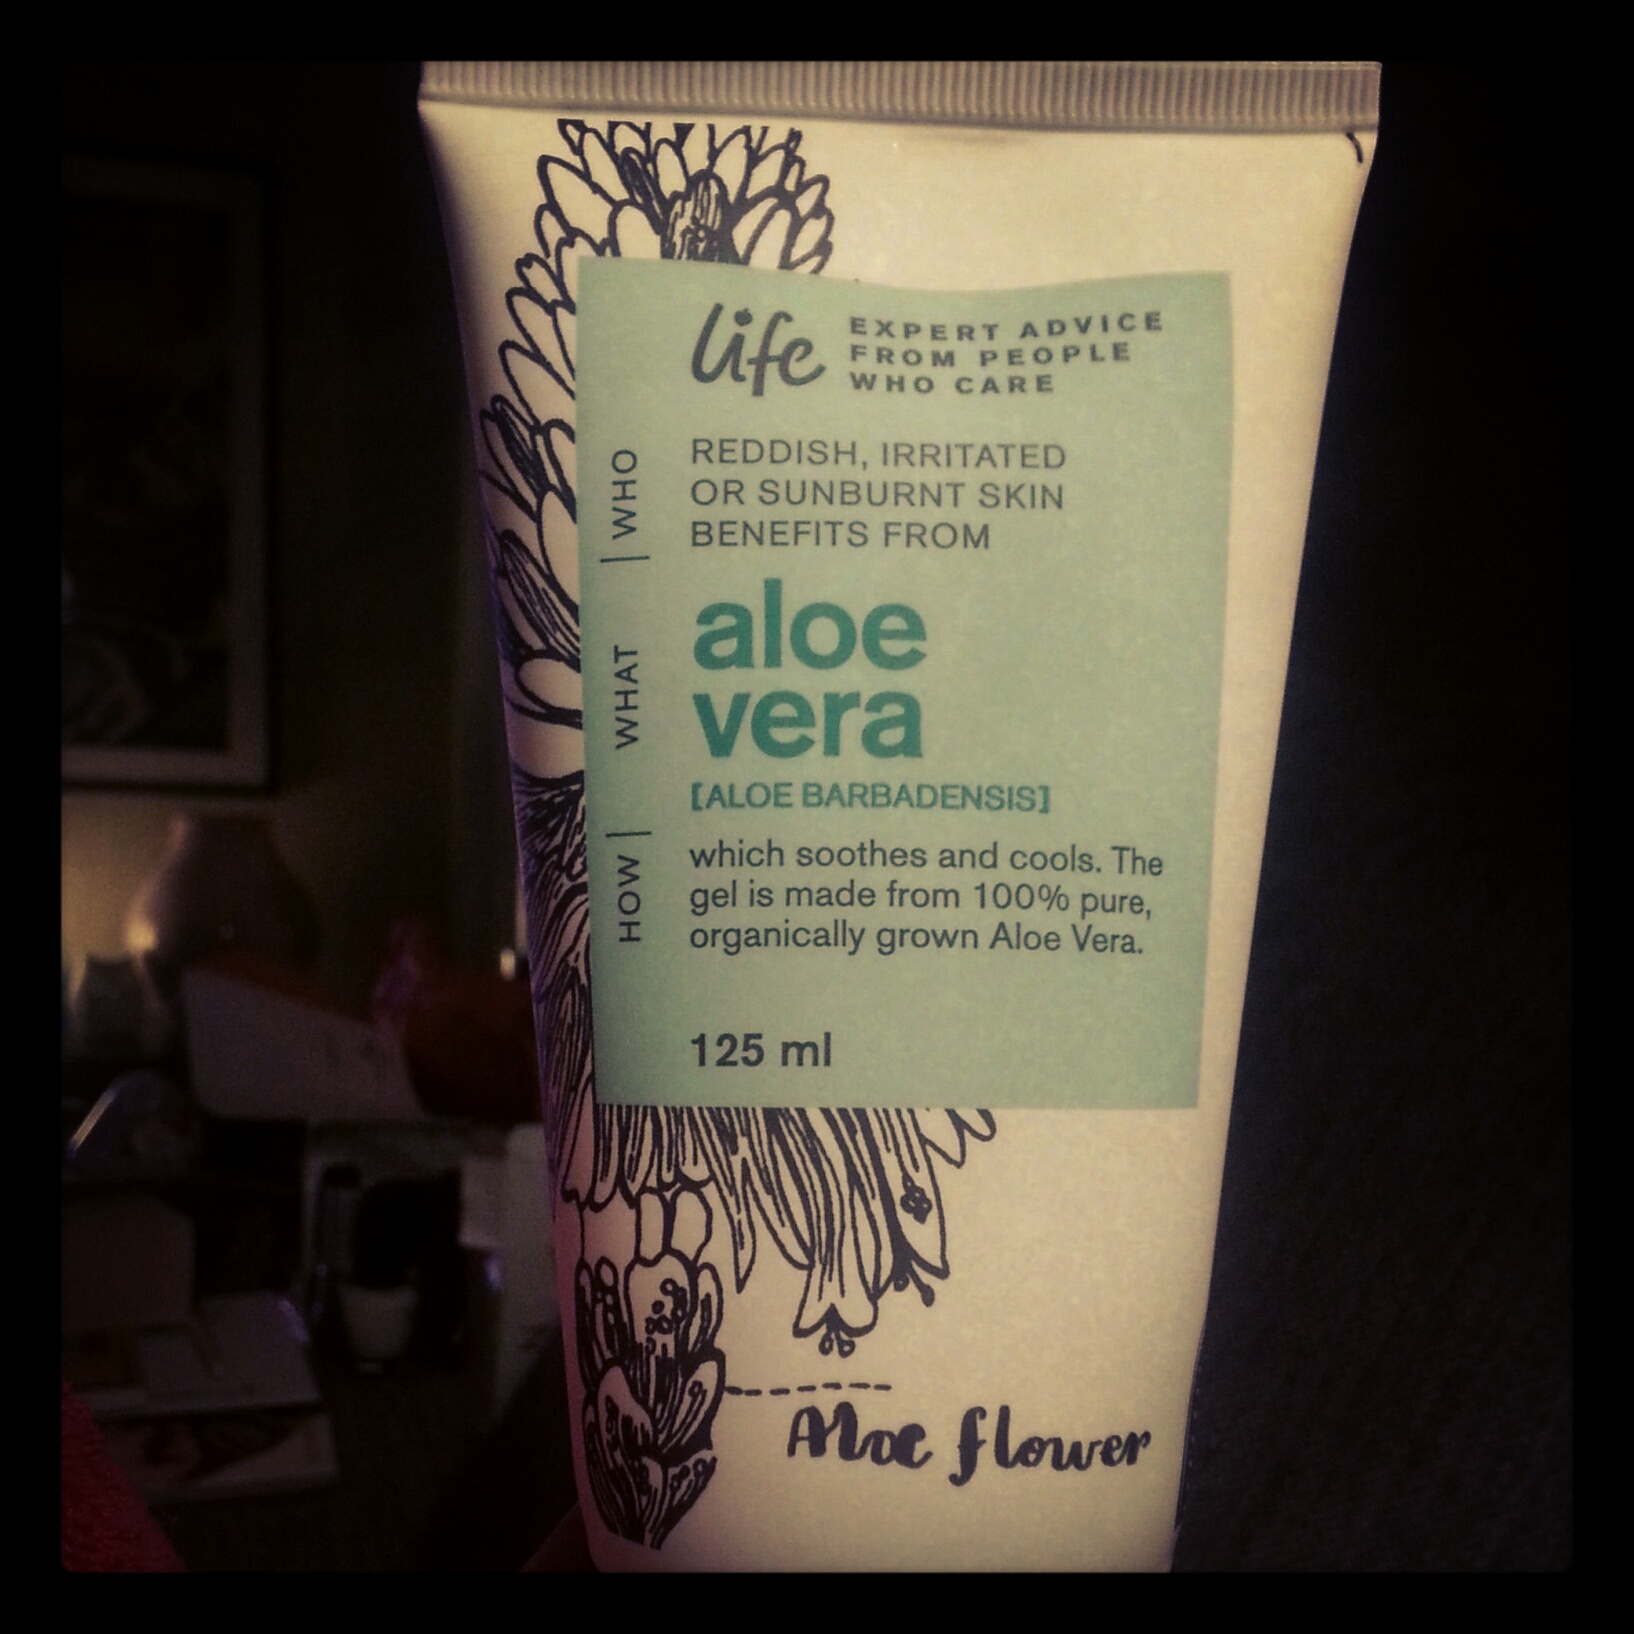 life
EXPERT ADVICE
FROM PEOPLE
WHO CARE
WHO
REDDISH, IRRITATED
OR SUNBURNT SKIN
BENEFITS FROM
WHAT
aloe
vera
[ALOE BARBADENSIS]
HOW
which soothes and cools. The
gel is made from 100% pure,
organically grown Aloe Vera.
125 ml
Aloe flower